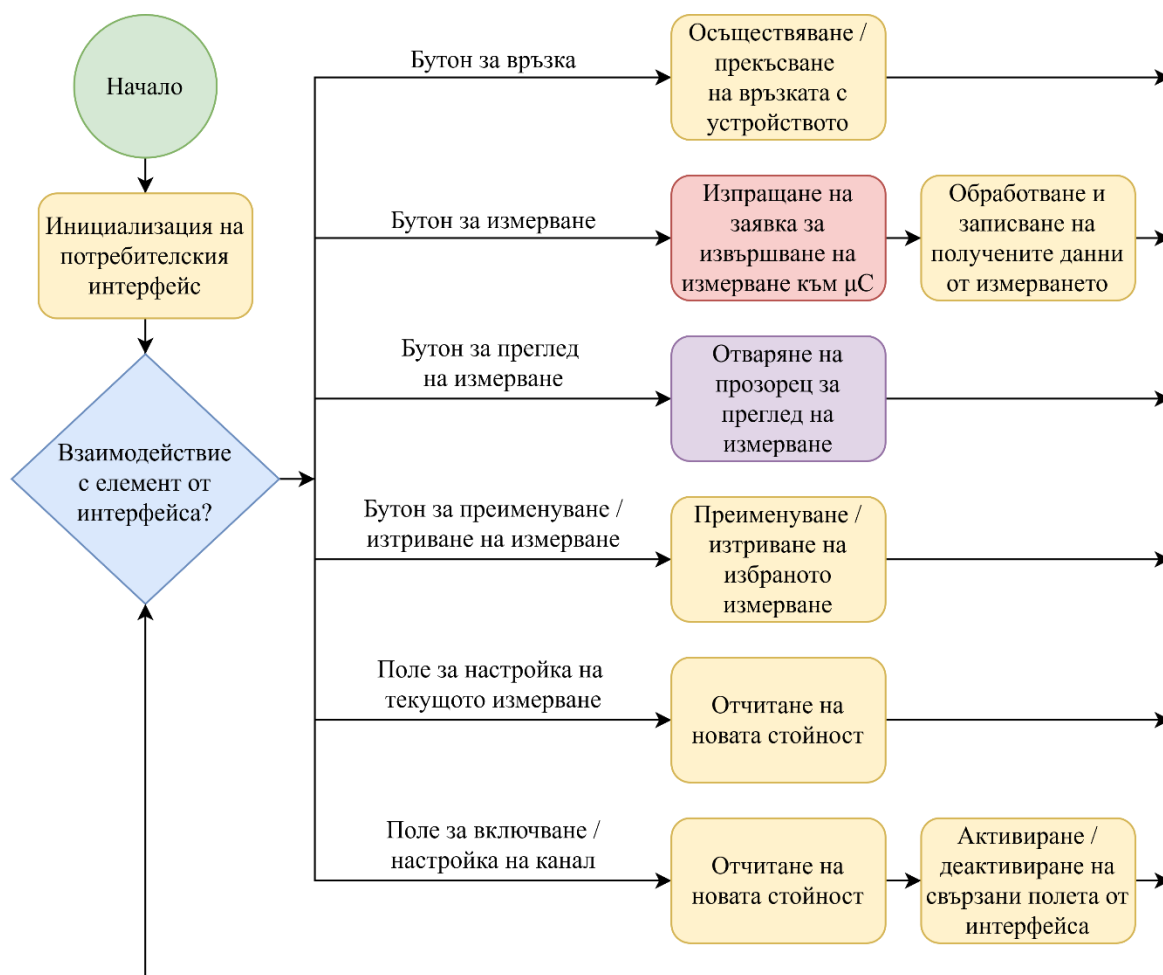 Начало
Инициализация на
потребителския
интерфейс
Взаимодействие
с елемент от
интерфейса?
Бутон за връзка
Осъществяване /
прекъсване
на връзката с
устройството
Бутон за измерване
Изпращане на
заявка за
извършване на
измерване към μC
Обработване и
записване на
получените данни
от измерването
Бутон за преглед
на измерване
Отваряне на
прозорец за
преглед на
измерване
Бутон за преименуване /
изтриване на измерване
Преименуване /
изтриване на
избраното
измерване
Поле за настройка на
текущото измерване
Отчитане на
новата стойност
Поле за включване /
настройка на канал
Отчитане на
новата стойност
Активиране /
деактивиране на
свързани полета от
интерфейса